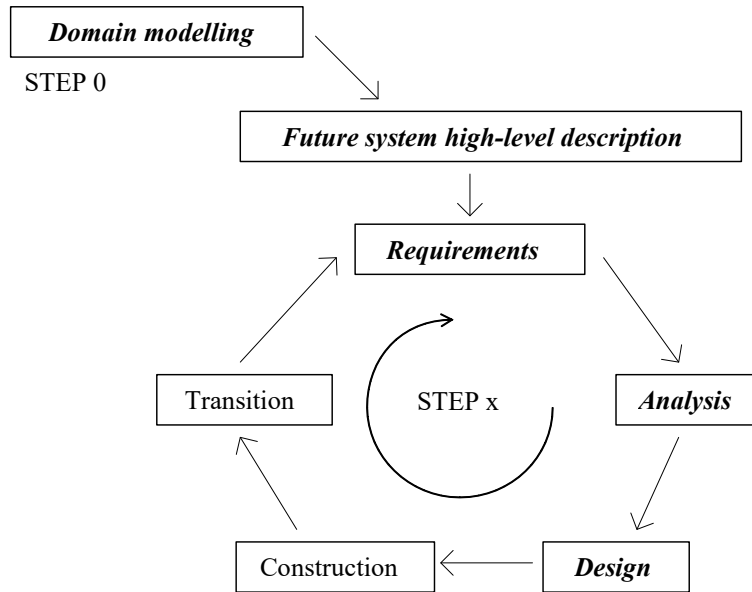 Domain modelling
STEP 0
Future system high-level description
Requirements
Transition
STEP x
Analysis
Construction
Design